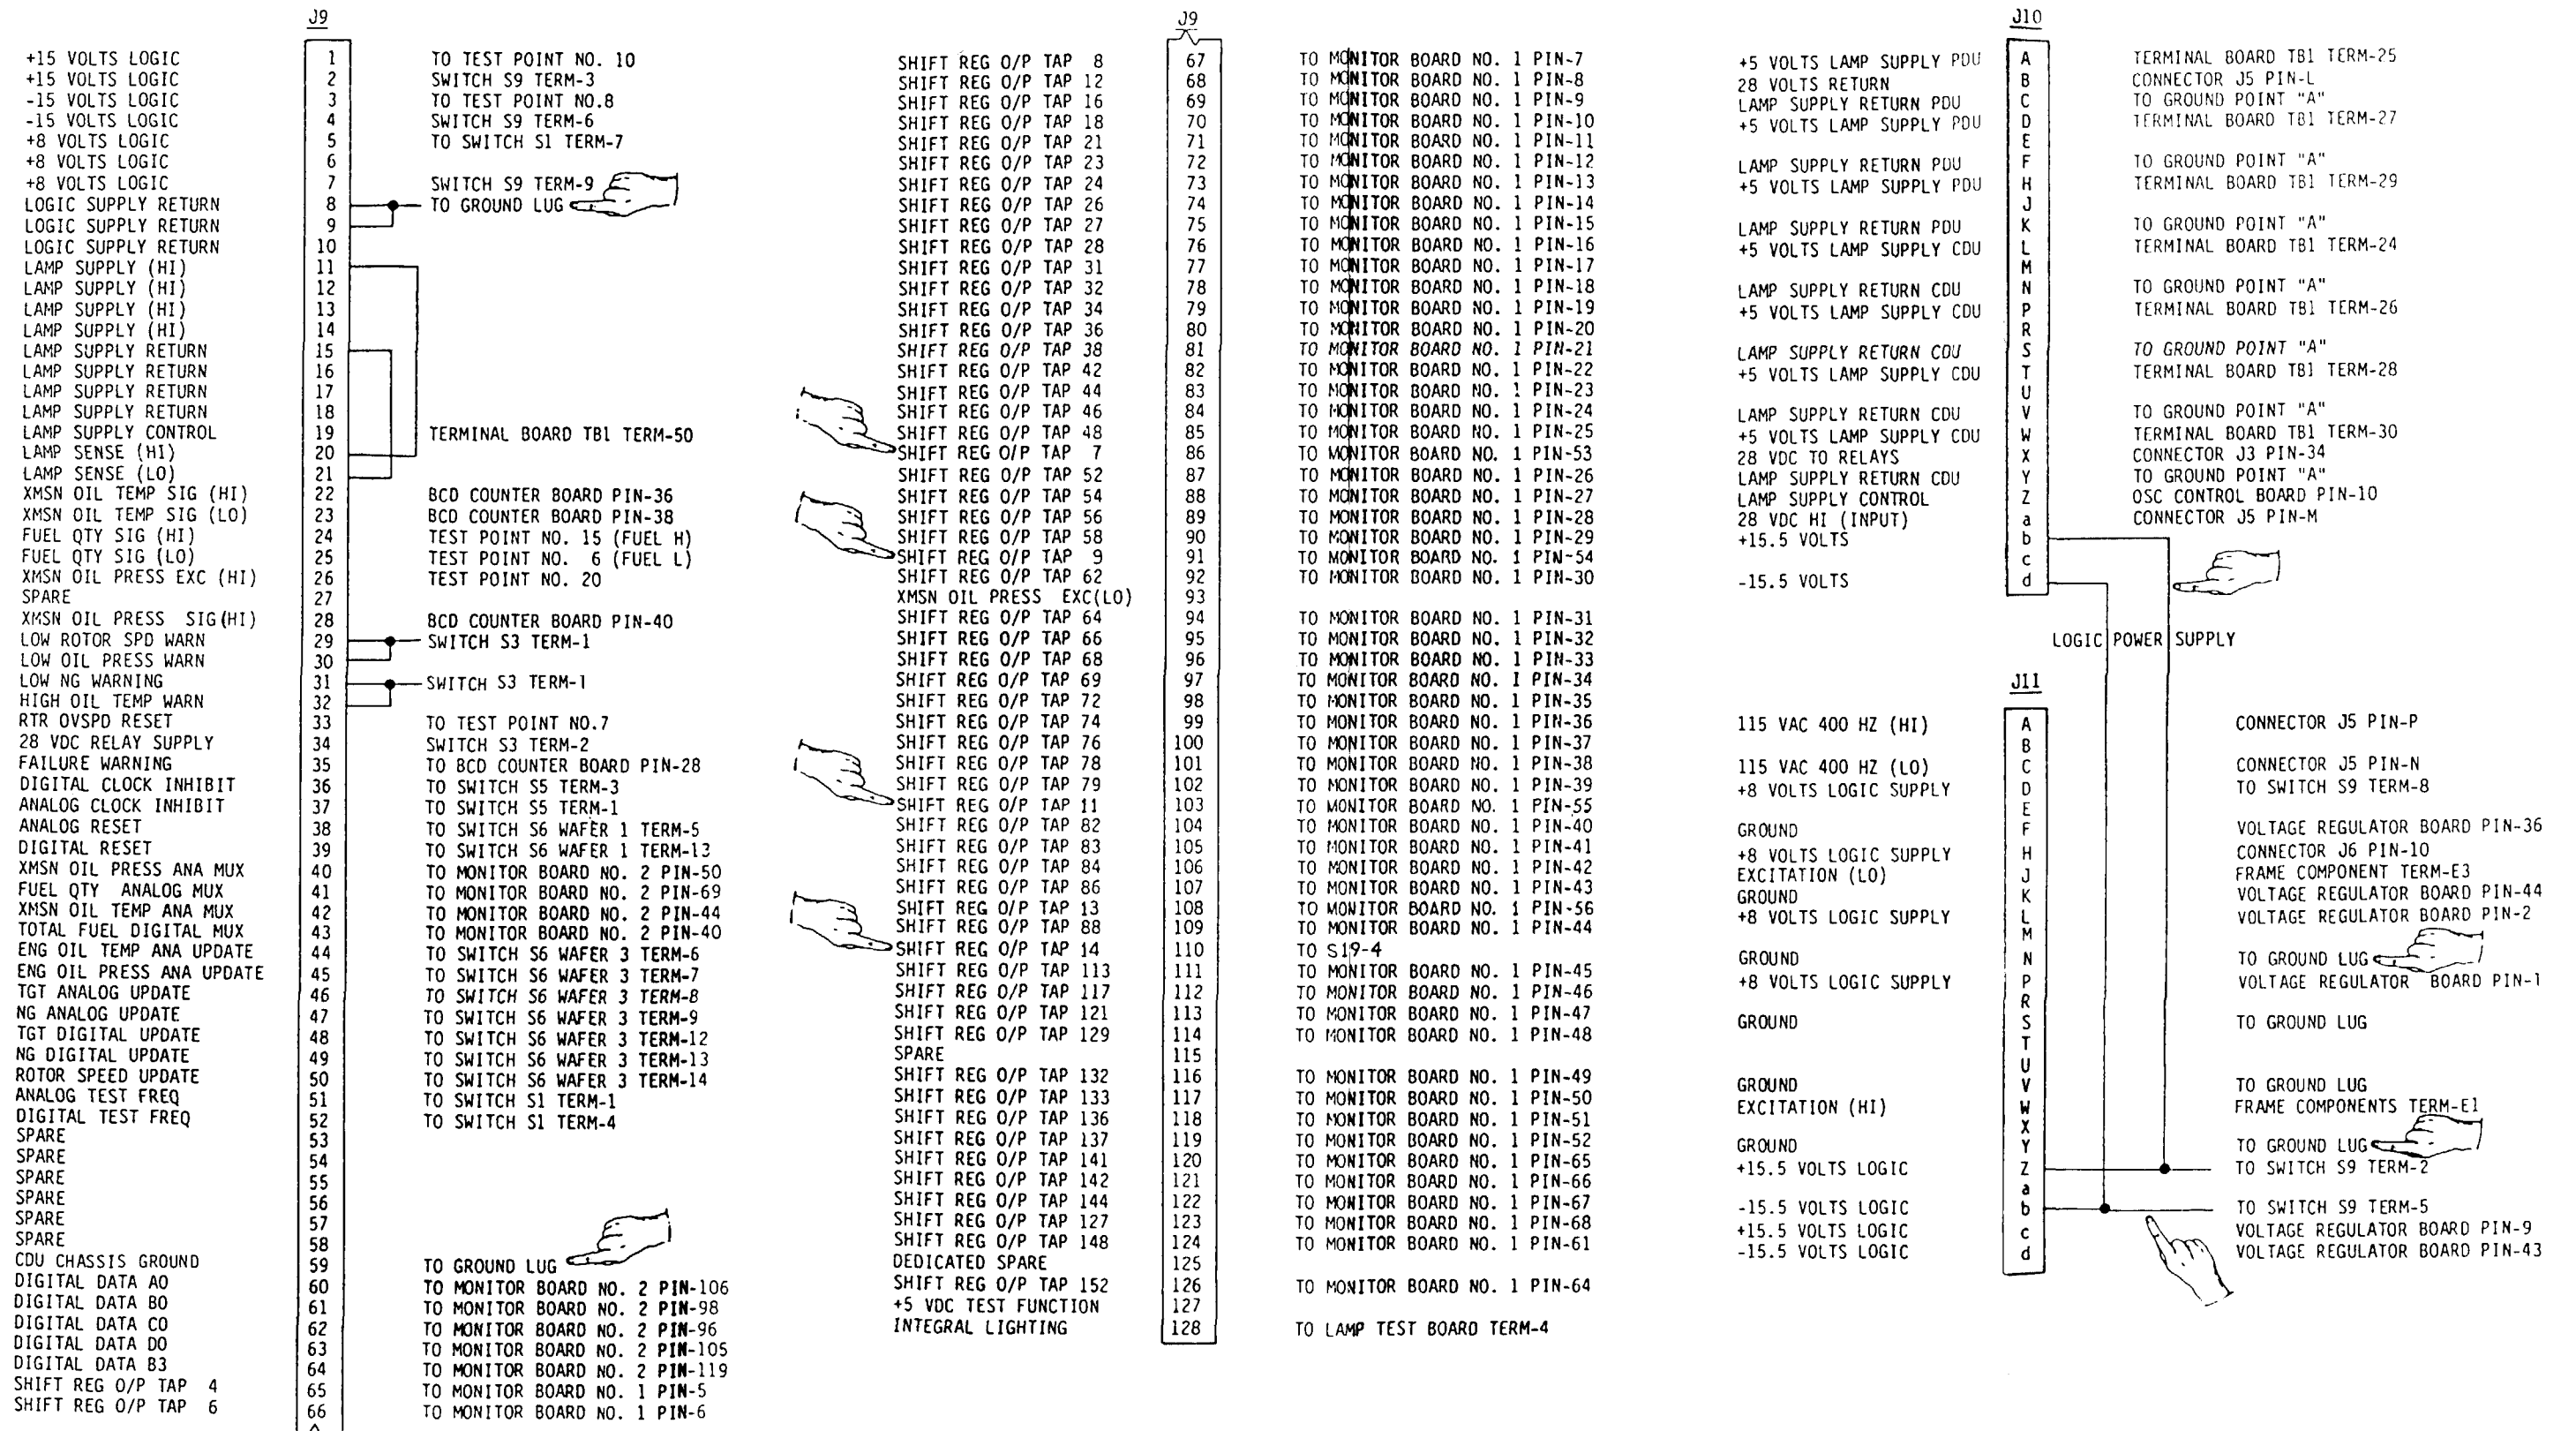 J9
+15 VOLTS LOGIC 1 TO TEST POINT NO. 10
+15 VOLTS LOGIC 2 SWITCH S9 TERM-3
-15 VOLTS LOGIC 3 TO TEST POINT NO.8
-15 VOLTS LOGIC 4 SWITCH S9 TERM-6
+8 VOLTS LOGIC 5 TO SWITCH S1 TERM-7
+8 VOLTS LOGIC 6
+8 VOLTS LOGIC 7 SWITCH S9 TERM-9
LOGIC SUPPLY RETURN 8 TO GROUND LUG
LOGIC SUPPLY RETURN 9
LOGIC SUPPLY RETURN 10
LAMP SUPPLY (HI) 11
LAMP SUPPLY (HI) 12
LAMP SUPPLY (HI) 13
LAMP SUPPLY (HI) 14
LAMP SUPPLY RETURN 15
LAMP SUPPLY RETURN 16
LAMP SUPPLY RETURN 17
LAMP SUPPLY RETURN 18
LAMP SUPPLY CONTROL 19 TERMINAL BOARD TB1 TERM-50
LAMP SENSE (HI) 20
LAMP SENSE (LO) 21
XMSN OIL TEMP SIG (HI) 22 BCD COUNTER BOARD PIN-36
XMSN OIL TEMP SIG (LO) 23 BCD COUNTER BOARD PIN-38
FUEL QTY SIG (HI) 24 TEST POINT NO. 15 (FUEL H)
FUEL QTY SIG (LO) 25 TEST POINT NO. 6 (FUEL L)
XMSN OIL PRESS EXC (HI) 26 TEST POINT NO. 20
SPARE 27
XMSN OIL PRESS SIG(HI) 28 BCD COUNTER BOARD PIN-40
LOW ROTOR SPD WARN 29 SWITCH S3 TERM-1
LOW OIL PRESS WARN 30
LOW NG WARNING 31 SWITCH S3 TERM-1
HIGH OIL TEMP WARN 32
RTR OVSPD RESET 33 TO TEST POINT NO.7
28 VDC RELAY SUPPLY 34 SWITCH S3 TERM-2
FAILURE WARNING 35 TO BCD COUNTER BOARD PIN-28
DIGITAL CLOCK INHIBIT 36 TO SWITCH S5 TERM-3
ANALOG CLOCK INHIBIT 37 TO SWITCH S5 TERM-1
ANALOG RESET 38 TO SWITCH S6 WAFER 1 TERM-5
DIGITAL RESET 39 TO SWITCH S6 WAFER 1 TERM-13
XMSN OIL PRESS ANA MUX 40 TO MONITOR BOARD NO. 2 PIN-50
FUEL QTY ANALOG MUX 41 TO MONITOR BOARD NO. 2 PIN-69
XMSN OIL TEMP ANA MUX 42 TO MONITOR BOARD NO. 2 PIN-44
TOTAL FUEL DIGITAL MUX 43 TO MONITOR BOARD NO. 2 PIN-40
ENG OIL TEMP ANA UPDATE 44 TO SWITCH S6 WAFER 3 TERM-6
ENG OIL PRESS ANA UPDATE 45 TO SWITCH S6 WAFER 3 TERM-7
TGT ANALOG UPDATE 46 TO SWITCH S6 WAFER 3 TERM-8
NG ANALOG UPDATE 47 TO SWITCH S6 WAFER 3 TERM-9
TGT DIGITAL UPDATE 48 TO SWITCH S6 WAFER 3 TERM-12
NG DIGITAL UPDATE 49 TO SWITCH S6 WAFER 3 TERM-13
ROTOR SPEED UPDATE 50 TO SWITCH S6 WAFER 3 TERM-14
ANALOG TEST FREQ 51 TO SWITCH S1 TERM-1
DIGITAL TEST FREQ 52 TO SWITCH S1 TERM-4
SPARE 53
SPARE 54
SPARE 55
SPARE 56
SPARE 57
SPARE 58
CDU CHASSIS GROUND 59 TO GROUND LUG
DIGITAL DATA AO 60 TO MONITOR BOARD NO. 2 PIN-106
DIGITAL DATA BO 61 TO MONITOR BOARD NO. 2 PIN-98
DIGITAL DATA CO 62 TO MONITOR BOARD NO. 2 PIN-96
DIGITAL DATA DO 63 TO MONITOR BOARD NO. 2 PIN-105
DIGITAL DATA B3 64 TO MONITOR BOARD NO. 2 PIN-119
SHIFT REG O/P TAP 4 65 TO MONITOR BOARD NO. 1 PIN-5
SHIFT REG O/P TAP 6 66 TO MONITOR BOARD NO. 1 PIN-6
J9
SHIFT REG O/P TAP 8 67 TO MONITOR BOARD NO. 1 PIN-7
SHIFT REG O/P TAP 12 68 TO MONITOR BOARD NO. 1 PIN-8
SHIFT REG O/P TAP 16 69 TO MONITOR BOARD NO. 1 PIN-9
SHIFT REG O/P TAP 18 70 TO MONITOR BOARD NO. 1 PIN-10
SHIFT REG O/P TAP 21 71 TO MONITOR BOARD NO. 1 PIN-11
SHIFT REG O/P TAP 23 72 TO MONITOR BOARD NO. 1 PIN-12
SHIFT REG O/P TAP 24 73 TO MONITOR BOARD NO. 1 PIN-13
SHIFT REG O/P TAP 26 74 TO MONITOR BOARD NO. 1 PIN-14
SHIFT REG O/P TAP 27 75 TO MONITOR BOARD NO. 1 PIN-15
SHIFT REG O/P TAP 28 76 TO MONITOR BOARD NO. 1 PIN-16
SHIFT REG O/P TAP 31 77 TO MONITOR BOARD NO. 1 PIN-17
SHIFT REG O/P TAP 32 78 TO MONITOR BOARD NO. 1 PIN-18
SHIFT REG O/P TAP 34 79 TO MONITOR BOARD NO. 1 PIN-19
SHIFT REG O/P TAP 36 80 TO MONITOR BOARD NO. 1 PIN-20
SHIFT REG O/P TAP 38 81 TO MONITOR BOARD NO. 1 PIN-21
SHIFT REG O/P TAP 42 82 TO MONITOR BOARD NO. 1 PIN-22
SHIFT REG O/P TAP 44 83 TO MONITOR BOARD NO. 1 PIN-23
SHIFT REG O/P TAP 46 84 TO MONITOR BOARD NO. 1 PIN-24
SHIFT REG O/P TAP 48 85 TO MONITOR BOARD NO. 1 PIN-25
SHIFT REG O/P TAP 7 86 TO MONITOR BOARD NO. 1 PIN-53
SHIFT REG O/P TAP 52 87 TO MONITOR BOARD NO. 1 PIN-26
SHIFT REG O/P TAP 54 88 TO MONITOR BOARD NO. 1 PIN-27
SHIFT REG O/P TAP 56 89 TO MONITOR BOARD NO. 1 PIN-28
SHIFT REG O/P TAP 58 90 TO MONITOR BOARD NO. 1 PIN-29
SHIFT REG O/P TAP 9 91 TO MONITOR BOARD NO. 1 PIN-54
SHIFT REG O/P TAP 62 92 TO MONITOR BOARD NO. 1 PIN-30
XMSN OIL PRESS EXC(LO) 93
SHIFT REG O/P TAP 64 94 TO MONITOR BOARD NO. 1 PIN-31
SHIFT REG O/P TAP 66 95 TO MONITOR BOARD NO. 1 PIN-32
SHIFT REG O/P TAP 68 96 TO MONITOR BOARD NO. 1 PIN-33
SHIFT REG O/P TAP 69 97 TO MONITOR BOARD NO. 1 PIN-34
SHIFT REG O/P TAP 72 98 TO MONITOR BOARD NO. 1 PIN-35
SHIFT REG O/P TAP 74 99 TO MONITOR BOARD NO. 1 PIN-36
SHIFT REG O/P TAP 76 100 TO MONITOR BOARD NO. 1 PIN-37
SHIFT REG O/P TAP 78 101 TO MONITOR BOARD NO. 1 PIN-38
SHIFT REG O/P TAP 79 102 TO MONITOR BOARD NO. 1 PIN-39
SHIFT REG O/P TAP 11 103 TO MONITOR BOARD NO. 1 PIN-55
SHIFT REG O/P TAP 82 104 TO MONITOR BOARD NO. 1 PIN-40
SHIFT REG O/P TAP 83 105 TO MONITOR BOARD NO. 1 PIN-41
SHIFT REG O/P TAP 84 106 TO MONITOR BOARD NO. 1 PIN-42
SHIFT REG O/P TAP 86 107 TO MONITOR BOARD NO. 1 PIN-43
SHIFT REG O/P TAP 13 108 TO MONITOR BOARD NO. 1 PIN-56
SHIFT REG O/P TAP 88 109 TO MONITOR BOARD NO. 1 PIN-44
SHIFT REG O/P TAP 14 110 TO S19-4
SHIFT REG O/P TAP 113 111 TO MONITOR BOARD NO. 1 PIN-45
SHIFT REG O/P TAP 117 112 TO MONITOR BOARD NO. 1 PIN-46
SHIFT REG O/P TAP 121 113 TO MONITOR BOARD NO. 1 PIN-47
SHIFT REG O/P TAP 129 114 TO MONITOR BOARD NO. 1 PIN-48
SPARE 115
SHIFT REG O/P TAP 132 116 TO MONITOR BOARD NO. 1 PIN-49
SHIFT REG O/P TAP 133 117 TO MONITOR BOARD NO. 1 PIN-50
SHIFT REG O/P TAP 136 118 TO MONITOR BOARD NO. 1 PIN-51
SHIFT REG O/P TAP 137 119 TO MONITOR BOARD NO. 1 PIN-52
SHIFT REG O/P TAP 141 120 TO MONITOR BOARD NO. 1 PIN-65
SHIFT REG O/P TAP 142 121 TO MONITOR BOARD NO. 1 PIN-66
SHIFT REG O/P TAP 144 122 TO MONITOR BOARD NO. 1 PIN-67
SHIFT REG O/P TAP 127 123 TO MONITOR BOARD NO. 1 PIN-68
SHIFT REG O/P TAP 148 124 TO MONITOR BOARD NO. 1 PIN-61
DEDICATED SPARE 125
SHIFT REG O/P TAP 152 126 TO MONITOR BOARD NO. 1 PIN-64
+5 VDC TEST FUNCTION 127
INTEGRAL LIGHTING 128 TO LAMP TEST BOARD TERM-4
J10
+5 VOLTS LAMP SUPPLY PDU A TERMINAL BOARD TB1 TERM-25
28 VOLTS RETURN B CONNECTOR J5 PIN-L
LAMP SUPPLY RETURN PDU C TO GROUND POINT "A"
+5 VOLTS LAMP SUPPLY PDU D TERMINAL BOARD TB1 TERM-27
E
LAMP SUPPLY RETURN PDU F TO GROUND POINT "A"
+5 VOLTS LAMP SUPPLY PDU H TERMINAL BOARD TB1 TERM-29
J
LAMP SUPPLY RETURN PDU K TO GROUND POINT "A"
+5 VOLTS LAMP SUPPLY CDU L TERMINAL BOARD TB1 TERM-24
M
LAMP SUPPLY RETURN CDU N TO GROUND POINT "A"
+5 VOLTS LAMP SUPPLY CDU P TERMINAL BOARD TB1 TERM-26
R
LAMP SUPPLY RETURN CDU S TO GROUND POINT "A"
+5 VOLTS LAMP SUPPLY CDU T TERMINAL BOARD TB1 TERM-28
U
LAMP SUPPLY RETURN CDU V TO GROUND POINT "A"
+5 VOLTS LAMP SUPPLY CDU W TERMINAL BOARD TB1 TERM-30
28 VDC TO RELAYS X CONNECTOR J3 PIN-34
LAMP SUPPLY RETURN CDU Y TO GROUND POINT "A"
LAMP SUPPLY CONTROL Z OSC CONTROL BOARD PIN-10
28 VDC HI (INPUT) a CONNECTOR J5 PIN-M
+15.5 VOLTS b
c
-15.5 VOLTS d
LOGIC POWER SUPPLY
J11
115 VAC 400 HZ (HI) A CONNECTOR J5 PIN-P
B
115 VAC 400 HZ (LO) C CONNECTOR J5 PIN-N
+8 VOLTS LOGIC SUPPLY D TO SWITCH S9 TERM-8
E
GROUND F VOLTAGE REGULATOR BOARD PIN-36
+8 VOLTS LOGIC SUPPLY H CONNECTOR J6 PIN-10
EXCITATION (LO) J FRAME COMPONENT TERM-E3
GROUND K VOLTAGE REGULATOR BOARD PIN-44
+8 VOLTS LOGIC SUPPLY L VOLTAGE REGULATOR BOARD PIN-2
M
GROUND N TO GROUND LUG
+8 VOLTS LOGIC SUPPLY P VOLTAGE REGULATOR BOARD PIN-1
R
GROUND S TO GROUND LUG
T
U
GROUND V TO GROUND LUG
EXCITATION (HI) W FRAME COMPONENTS TERM-E1
X
GROUND Y TO GROUND LUG
+15.5 VOLTS LOGIC Z TO SWITCH S9 TERM-2
a
-15.5 VOLTS LOGIC b TO SWITCH S9 TERM-5
+15.5 VOLTS LOGIC c VOLTAGE REGULATOR BOARD PIN-9
-15.5 VOLTS LOGIC d VOLTAGE REGULATOR BOARD PIN-43